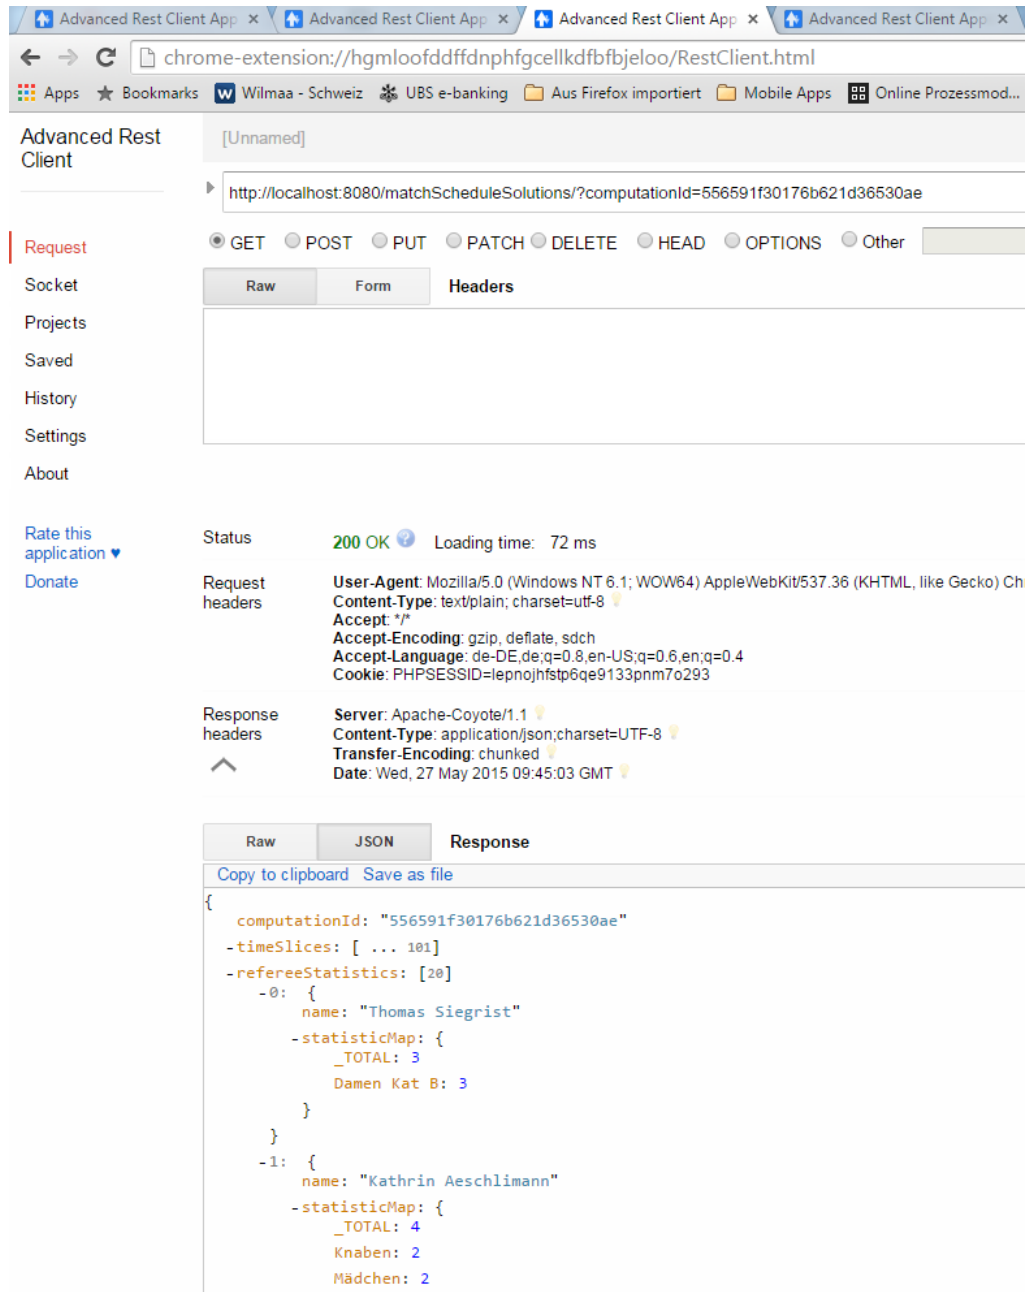 Advanced Rest Client App × Advanced Rest Client App × Advanced Rest Client App × Advanced Rest Client App ×
chrome-extension://hgmloofddffdnphfgcellkdfbfbjeloo/RestClient.html
Apps Bookmarks W Wilmaa - Schweiz UBS e-banking Aus Firefox importiert Mobile Apps Online Prozessmod...
Advanced Rest
Client
[Unnamed]
http://localhost:8080/matchScheduleSolutions/?computationId=556591f30176b621d36530ae
GET POST PUT PATCH DELETE HEAD OPTIONS Other
Raw Form Headers
Request
Socket
Projects
Saved
History
Settings
About
Rate this
application ♥
Donate
Status 200 OK ? Loading time: 72 ms
Request
headers
User-Agent: Mozilla/5.0 (Windows NT 6.1; WOW64) AppleWebKit/537.36 (KHTML, like Gecko) Ch
Content-Type: text/plain; charset=utf-8
Accept: */*
Accept-Encoding: gzip, deflate, sdch
Accept-Language: de-DE,de;q=0.8,en-US;q=0.6,en;q=0.4
Cookie: PHPSESSID=lepnojhfstp6qe9133pnm7o293
Response
headers
Server: Apache-Coyote/1.1
Content-Type: application/json;charset=UTF-8
Transfer-Encoding: chunked
Date: Wed, 27 May 2015 09:45:03 GMT
Raw JSON Response
Copy to clipboard Save as file
{
computationId: "556591f30176b621d36530ae"
-timeSlices: [ ... 101]
-refereeStatistics: [20]
-0: {
name: "Thomas Siegrist"
-statisticMap: {
_TOTAL: 3
Damen Kat B: 3
}
}
-1: {
name: "Kathrin Aeschlimann"
-statisticMap: {
_TOTAL: 4
Knaben: 2
Mädchen: 2